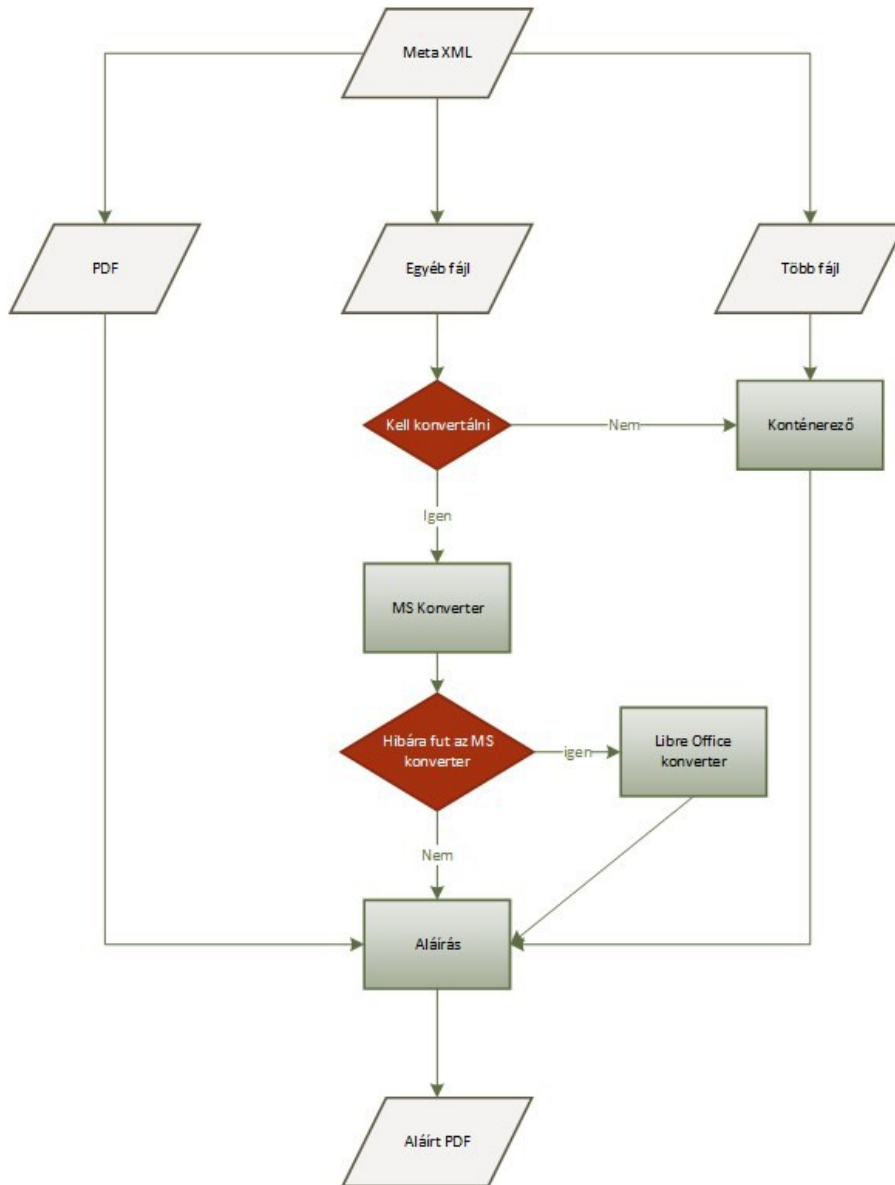 Meta XML
PDF
Egyéb fájl
Több fájl
Kell konvertálni
Nem
Konténerező
Igen
MS Konverter
Hibára fut az MS
konverter
igen
Libre Office
konverter
Nem
Aláírás
Aláírt PDF